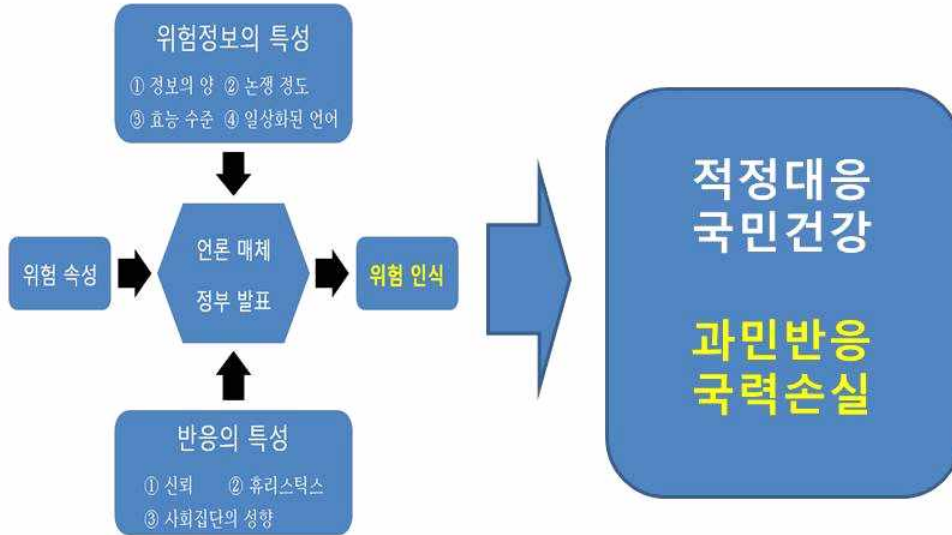 위험정보의 특성
① 정보의 양 ② 논쟁 정도
③ 효능 수준 ④ 일상화된 언어
위험 속성
언론 매체
정부 발표
위험 인식
반응의 특성
① 신뢰 ② 휴리스틱스
③ 사회집단의 성향
적정대응
국민건강
과민반응
국력손실